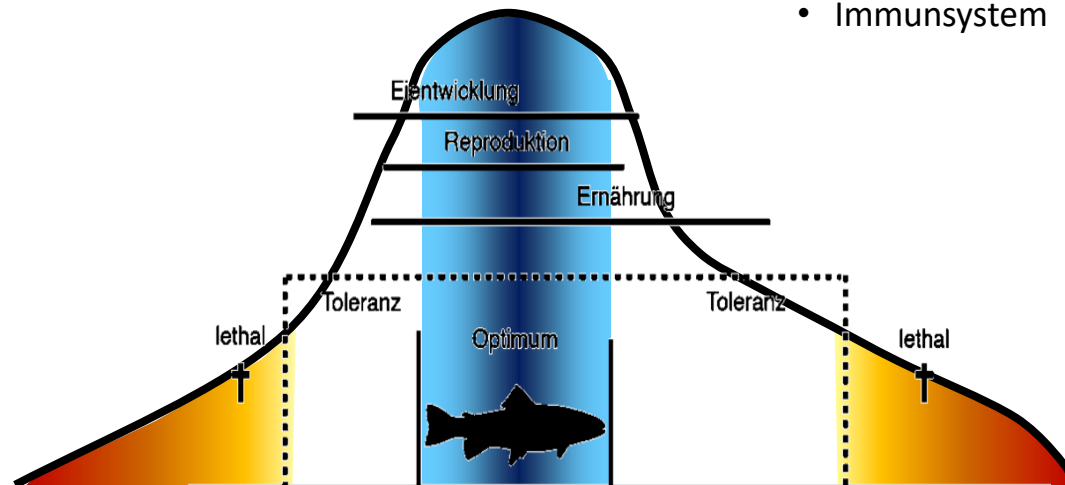 • Immunsystem
Eientwicklung
Reproduktion
Ernährung
Toleranz
Toleranz
lethal
Optimum
lethal